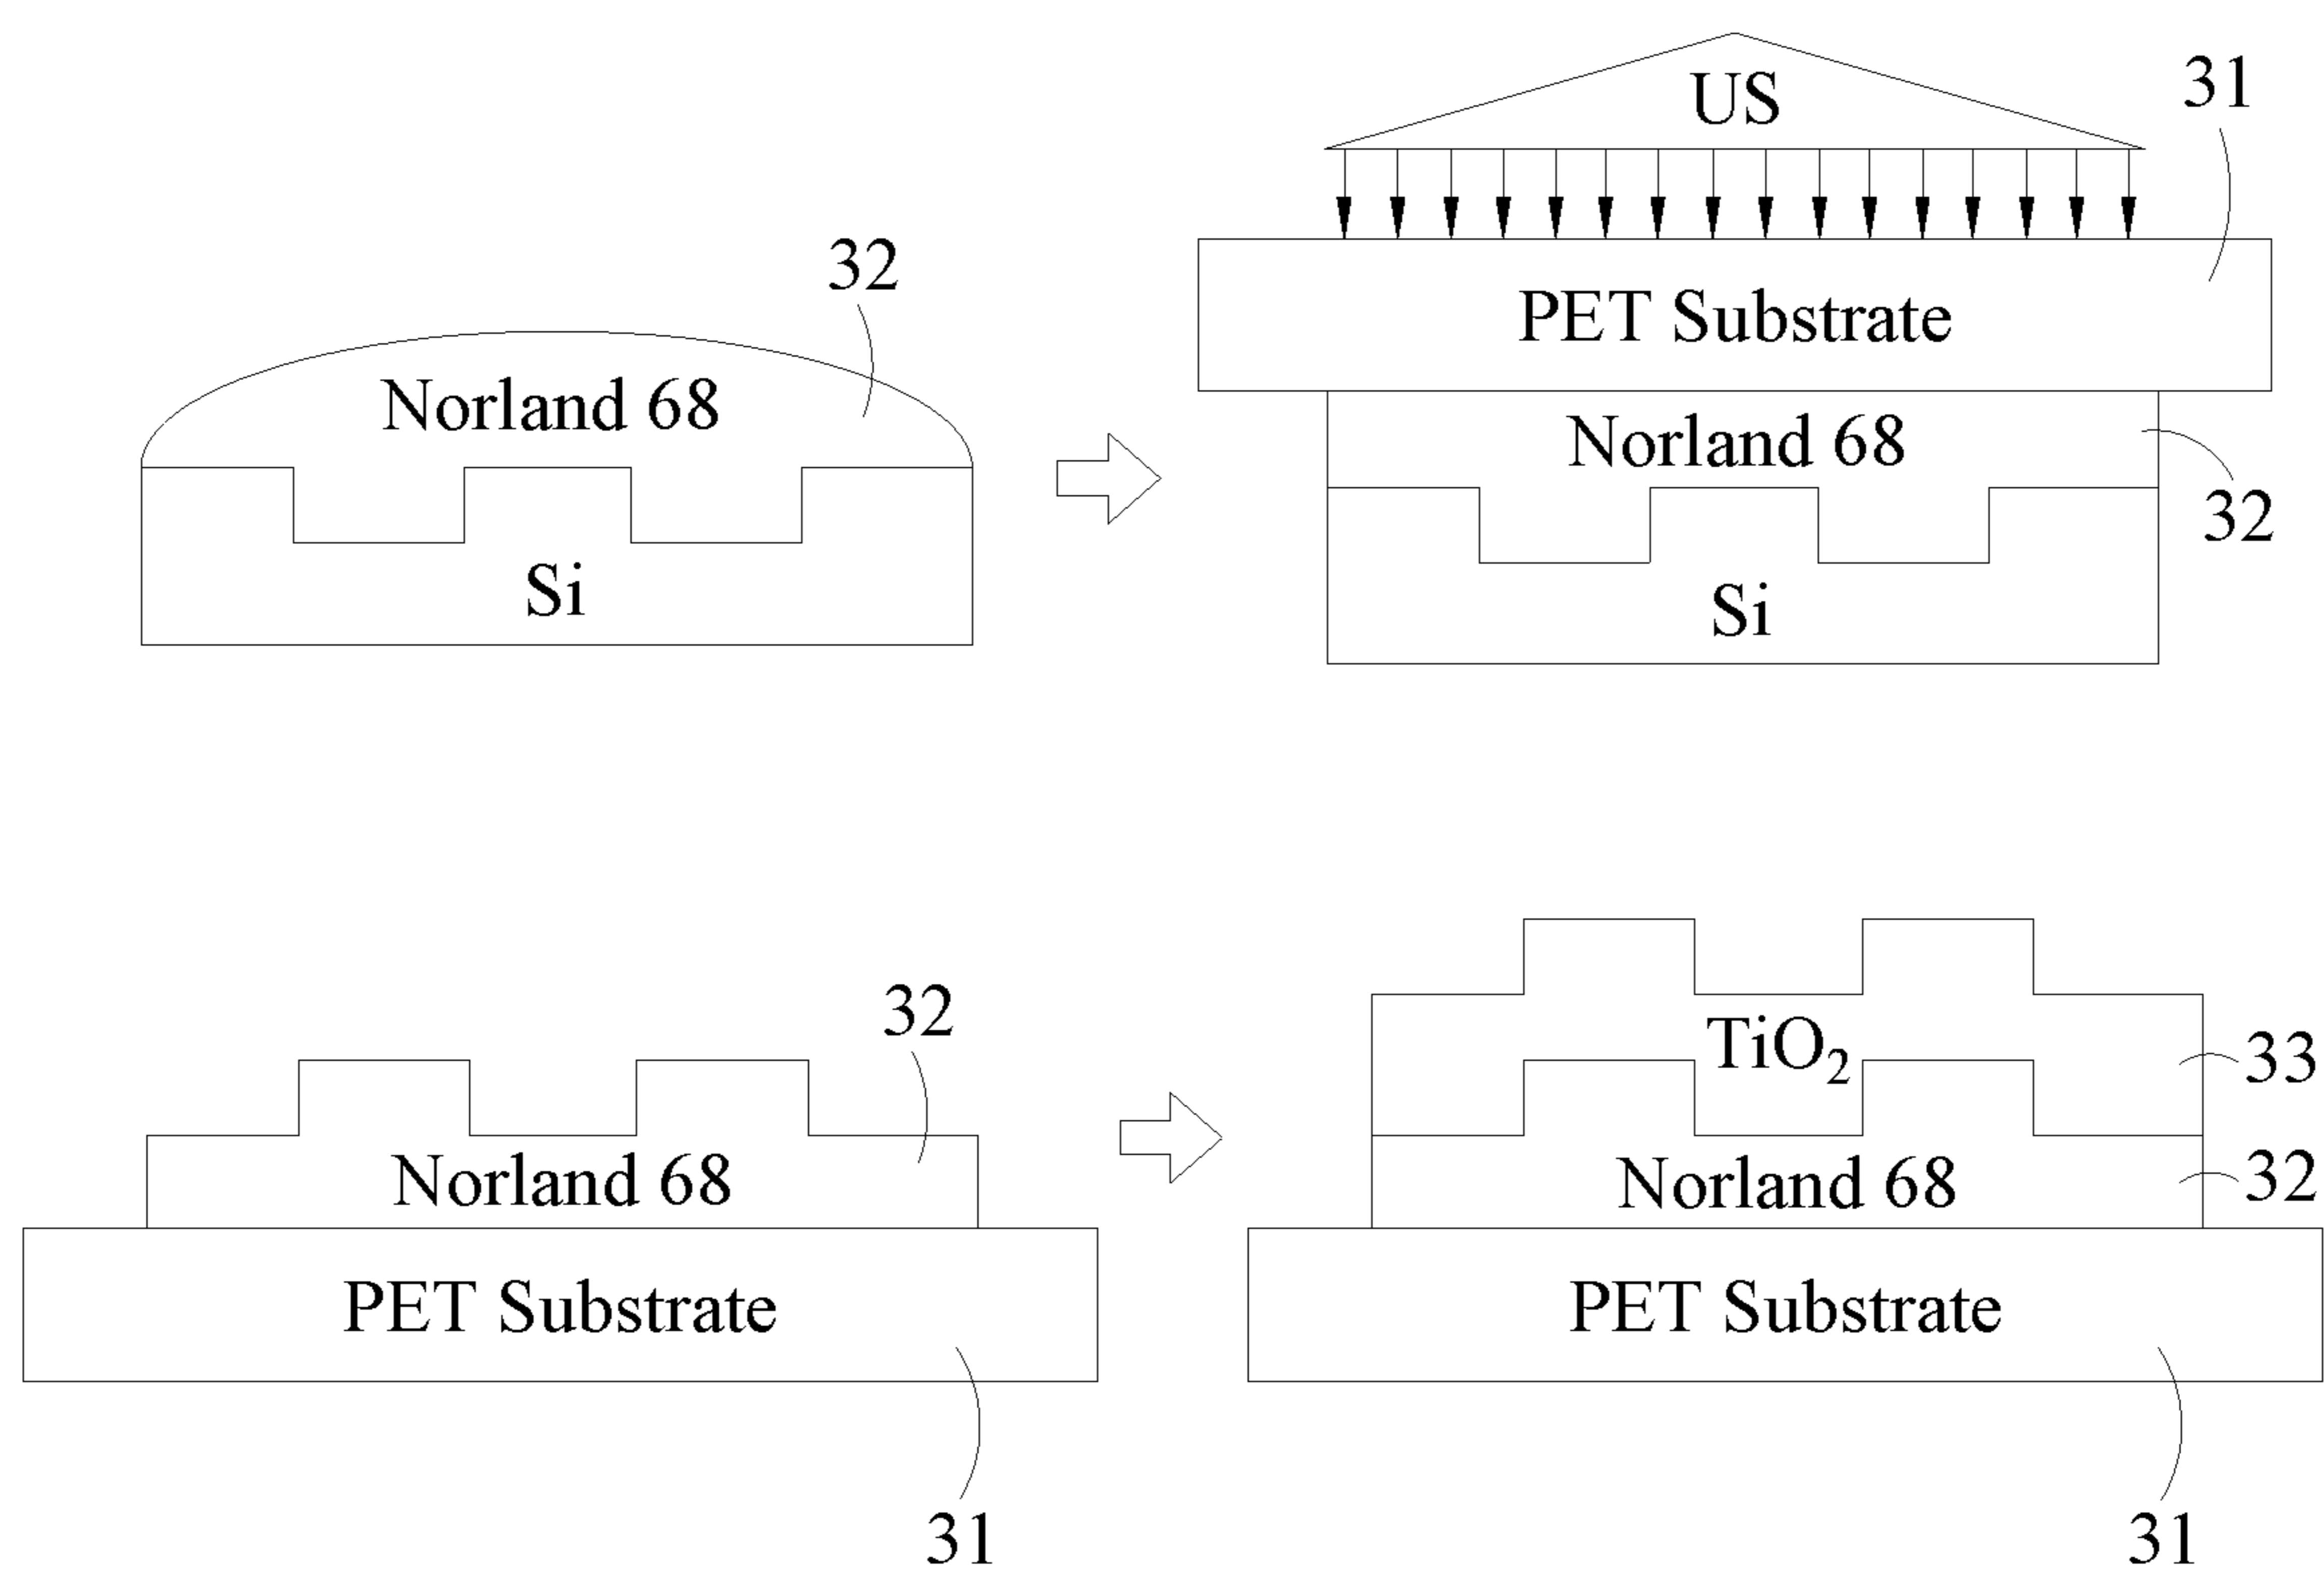 US
31
32
PET Substrate
Norland 68
Norland 68
32
Si
Si
32
TiO₂
33
Norland 68
Norland 68
32
PET Substrate
PET Substrate
31
31